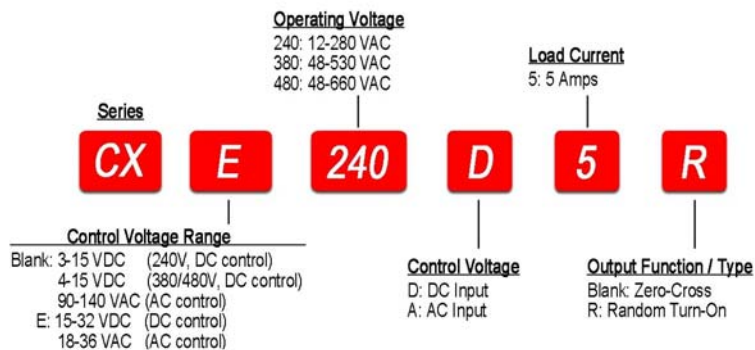 Operating Voltage
240: 12-280 VAC
380: 48-530 VAC
480: 48-660 VAC
Load Current
5: 5 Amps
Series
CX E 240 D 5 R
Control Voltage Range
Blank: 3-15 VDC (240V, DC control)
4-15 VDC (380/480V, DC control)
90-140 VAC (AC control)
E: 15-32 VDC (DC control)
18-36 VAC (AC control)
Control Voltage
D: DC Input
A: AC Input
Output Function / Type
Blank: Zero-Cross
R: Random Turn-On